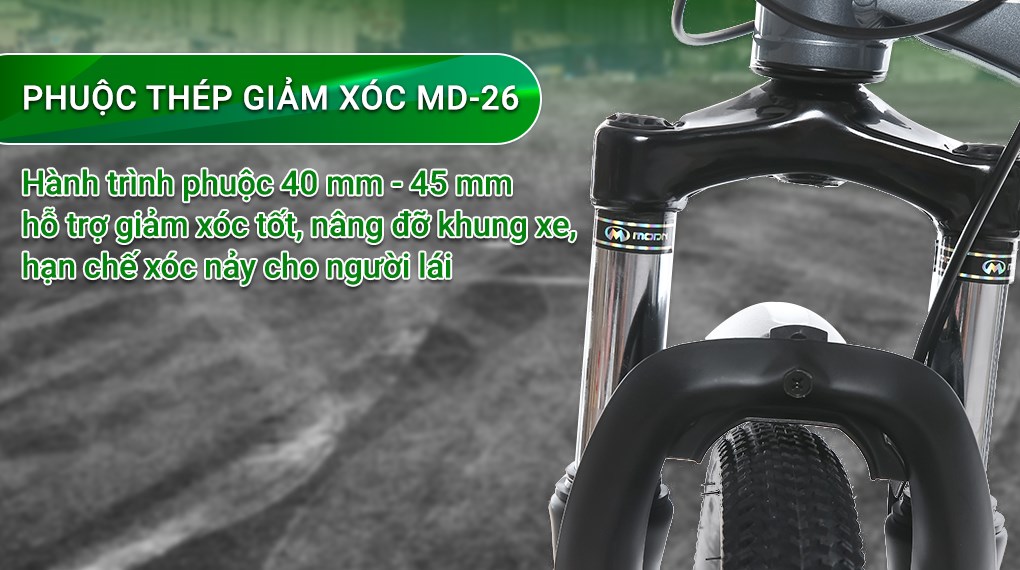 PHUỘC THÉP GIẢM XÓC MD-26
Hành trình phuộc 40 mm - 45 mm
hỗ trợ giảm xóc tốt, nâng đỡ khung xe,
hạn chế xóc nảy cho người lái